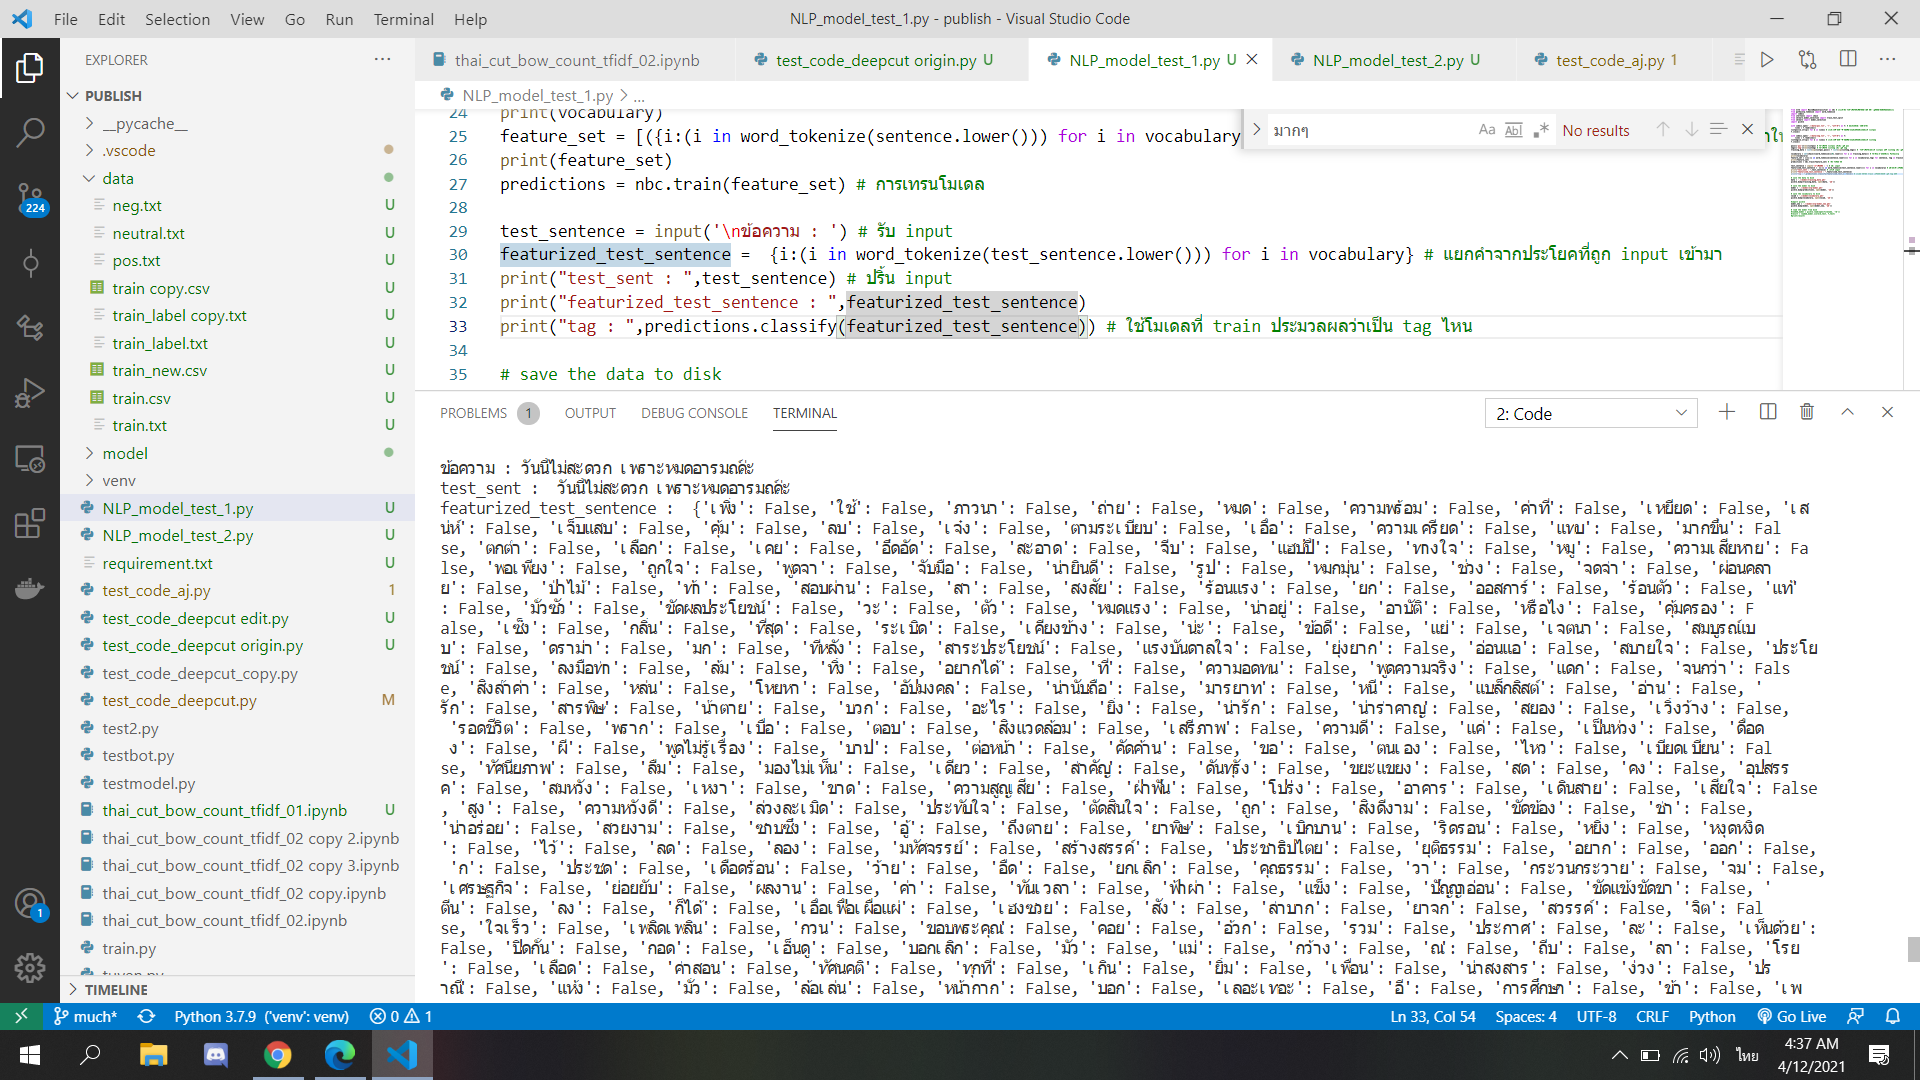 File Edit Selection View Go Run Terminal Help
NLP_model_test_1.py - publish - Visual Studio Code
EXPLORER
PUBLISH
__pycache__
.vscode
data
neg.txt U
neutral.txt U
pos.txt U
train copy.csv U
train_label copy.txt U
train_label.txt U
train_new.csv U
train.csv U
train.txt U
model
venv
NLP_model_test_1.py U
NLP_model_test_2.py U
requirement.txt U
test_code_aj.py 1
test_code_deepcut edit.py U
test_code_deepcut origin.py U
test_code_deepcut_copy.py
test_code_deepcut.py M
test2.py
testbot.py
testmodel.py
thai_cut_bow_count_tfidf_01.ipynb U
thai_cut_bow_count_tfidf_02 copy 2.ipynb
thai_cut_bow_count_tfidf_02 copy 3.ipynb
thai_cut_bow_count_tfidf_02 copy.ipynb
thai_cut_bow_count_tfidf_02.ipynb
train.py
TIMELINE
224
1
thai_cut_bow_count_tfidf_02.ipynb
test_code_deepcut origin.py U
NLP_model_test_1.py U
NLP_model_test_2.py U
test_code_aj.py 1
NLP_model_test_1.py > ...
มากๆ Aa Abl .* No results
24 print(vocabulary)
25 feature_set = [({i:(i in word_tokenize(sentence.lower())) for i in vocabulary
26 print(feature_set)
27 predictions = nbc.train(feature_set) # การเทรนโมเดล
28
29 test_sentence = input('\nข้อความ : ') # รับ input
30 featurized_test_sentence = {i:(i in word_tokenize(test_sentence.lower())) for i in vocabulary} # แยกคำจากประโยคที่ถูก input เข้ามา
31 print("test_sent : ",test_sentence) # ปริ้น input
32 print("featurized_test_sentence : ",featurized_test_sentence)
33 print("tag : ",predictions.classify(featurized_test_sentence)) # ใช้โมเดลที่ train ประมวลผลว่าเป็น tag ไหน
34
35 # save the data to disk
PROBLEMS 1 OUTPUT DEBUG CONSOLE TERMINAL
2: Code
ข้อความ : วันนี้ไม่สะดวก เพราะหมดอารมณ์ค่ะ
test_sent : วันนี้ไม่สะดวก เพราะหมดอารมณ์ค่ะ
featurized_test_sentence : {'เพิ่ง': False, 'ใช้': False, 'ภาวนา': False, 'ถ่าย': False, 'หมด': False, 'ความพร้อม': False, 'ค่าที่': False, 'เหยียด': False, 'เส
น่ห์': False, 'เจ็บแสบ': False, 'คุ้ม': False, 'ลบ': False, 'เจ๋ง': False, 'ตามระเบียบ': False, 'เอื้อ': False, 'ความเครียด': False, 'แทบ': False, 'มากขึ้น': Fal
se, 'ตกต่ำ': False, 'เลือก': False, 'เคย': False, 'อึดอัด': False, 'สะอาด': False, 'จีบ': False, 'แฮปปี้': False, 'ทางใจ': False, 'หมู': False, 'ความเสียหาย': Fa
lse, 'พอเพียง': False, 'ถูกใจ': False, 'พูดจา': False, 'จับมือ': False, 'น่ายินดี': False, 'รูป': False, 'หมกมุ่น': False, 'ช่วง': False, 'จดจำ': False, 'ผ่อนคลา
ย': False, 'ป่าไม้': False, 'ทำ': False, 'สอบผ่าน': False, 'สา': False, 'สงสัย': False, 'ร้อนแรง': False, 'ยก': False, 'ออสการ์': False, 'ร้อนตัว': False, 'แท้'
: False, 'มั่วซั่ว': False, 'ขัดผลประโยชน์': False, 'วะ': False, 'ตัว': False, 'หมดแรง': False, 'น่าอยู่': False, 'อาบัติ': False, 'หรือไง': False, 'คุ้มครอง': F
alse, 'เซ็ง': False, 'กลิ่น': False, 'ที่สุด': False, 'ระเบิด': False, 'เคียงข้าง': False, 'น่ะ': False, 'ข้อดี': False, 'แย่': False, 'เจตนา': False, 'สมบูรณ์แบ
บ': False, 'ดราม่า': False, 'มก': False, 'ทีหลัง': False, 'สาระประโยชน์': False, 'แรงบันดาลใจ': False, 'ยุ่งยาก': False, 'อ่อนแอ': False, 'สบายใจ': False, 'ประโย
ชน์': False, 'ลงมือทำ': False, 'ล้ม': False, 'ทิ้ง': False, 'อยากได้': False, 'ที่': False, 'ความอดทน': False, 'พูดความจริง': False, 'แดก': False, 'จนกว่า': Fals
e, 'สิ่งล้ำค่า': False, 'หล่น': False, 'โหยหา': False, 'อัปมงคล': False, 'น่านับถือ': False, 'มารยาท': False, 'หนี': False, 'แบล็กลิสต์': False, 'อ่าน': False, '
รัก': False, 'สารพิษ': False, 'น้ำตาย': False, 'บวก': False, 'อะไร': False, 'ยิ่ง': False, 'น่ารัก': False, 'น่ารำคาญ': False, 'สยอง': False, 'เวิ้งว้าง': False,
'รอดชีวิต': False, 'พราก': False, 'เบื่อ': False, 'ตอบ': False, 'สิ่งแวดล้อม': False, 'เสรีภาพ': False, 'ความดี': False, 'แค่': False, 'เป็นห่วง': False, 'ดื้อด
ึง': False, 'ผี': False, 'พูดไม่รู้เรื่อง': False, 'บาป': False, 'ต่อหน้า': False, 'คัดค้าน': False, 'ขอ': False, 'ตนเอง': False, 'ไหว': False, 'เบียดเบียน': Fal
se, 'ทัศนียภาพ': False, 'ลืม': False, 'มองไม่เห็น': False, 'เดียว': False, 'สำคัญ': False, 'ดันทุรัง': False, 'ขยะแขยง': False, 'สด': False, 'คง': False, 'อุปสรร
ค': False, 'สมหวัง': False, 'เหงา': False, 'ขาด': False, 'ความสูญเสีย': False, 'ฝ่าฟัน': False, 'โปร่ง': False, 'อาคาร': False, 'เดินสาย': False, 'เสียใจ': False
, 'สูง': False, 'ความหวังดี': False, 'ล่วงละเมิด': False, 'ประทับใจ': False, 'ตัดสินใจ': False, 'ถูก': False, 'สิ่งดีงาม': False, 'ขัดข้อง': False, 'ช้า': False,
'น่าอร่อย': False, 'สวยงาม': False, 'ซาบซึ้ง': False, 'อู้': False, 'ถึงตาย': False, 'ยาพิษ': False, 'เบิกบาน': False, 'ริดรอน': False, 'หยิ่ง': False, 'หงุดหงิด
': False, 'ไว้': False, 'ลด': False, 'ลอง': False, 'มหัศจรรย์': False, 'สร้างสรรค์': False, 'ประชาธิปไตย': False, 'ยุติธรรม': False, 'อยาก': False, 'ออก': False,
'ก': False, 'ประชด': False, 'เดือดร้อน': False, 'ว้าย': False, 'อืด': False, 'ยกเลิก': False, 'คุณธรรม': False, 'วา': False, 'กระวนกระวาย': False, 'จม': False,
'เศรษฐกิจ': False, 'ย่อยยับ': False, 'ผลงาน': False, 'ค่า': False, 'ทันเวลา': False, 'ฟ้าผ่า': False, 'แข็ง': False, 'ปัญญาอ่อน': False, 'ขัดแข้งขัดขา': False, '
ตีน': False, 'ลง': False, 'ก็ได้': False, 'เอื้อเฟื้อเผื่อแผ่': False, 'เฮงซวย': False, 'สั่ง': False, 'ลำบาก': False, 'ยาจก': False, 'สวรรค์': False, 'จิต': Fal
se, 'ใจเร็ว': False, 'เพลิดเพลิน': False, 'กวน': False, 'ขอบพระคุณ': False, 'คอย': False, 'อ้วก': False, 'รวม': False, 'ประกาศ': False, 'ละ': False, 'เห็นด้วย':
False, 'ปิดกั้น': False, 'กอด': False, 'เอ็นดู': False, 'บอกเลิก': False, 'มัว': False, 'แม่': False, 'กว้าง': False, 'ณ': False, 'ถีบ': False, 'ลา': False, 'โรย
': False, 'เลือด': False, 'คำสอน': False, 'ทัศนคติ': False, 'ทุกที่': False, 'เกิน': False, 'ยิ้ม': False, 'เพื่อน': False, 'น่าสงสาร': False, 'ง่วง': False, 'ปร
าณี': False, 'แห้ง': False, 'มั่ว': False, 'ล้อเล่น': False, 'หน้ากาก': False, 'บอก': False, 'เลอะเทอะ': False, 'อี': False, 'การศึกษา': False, 'ข้า': False, 'เพ
much* Python 3.7.9 ('venv': venv) 0 1 Ln 33, Col 54 Spaces: 4 UTF-8 CRLF Python Go Live
ไทย
4:37 AM
4/12/2021